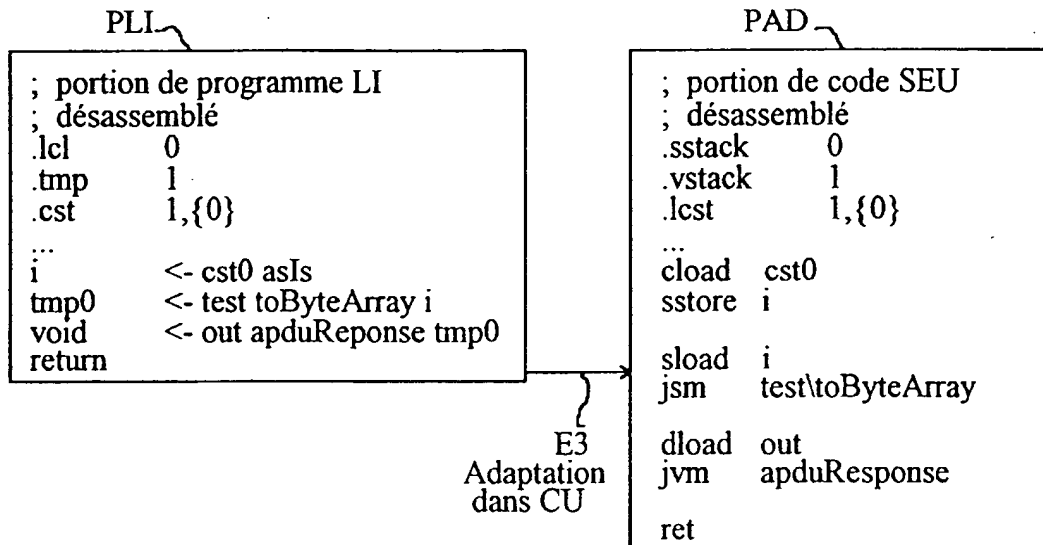 PLI
; portion de programme LI
; désassemblé
.lcl 0
.tmp 1
.cst 1,{0}
...
i <- cst0 asIs
tmp0 <- test toByteArray i
void <- out apduReponse tmp0
return
E3
Adaptation
dans CU
PAD
; portion de code SEU
; désassemblé
.sstack 0
.vstack 1
.lcst 1,{0}
...
cload cst0
sstore i
sload i
jsm test\toByteArray
dload out
jvm apduResponse
ret